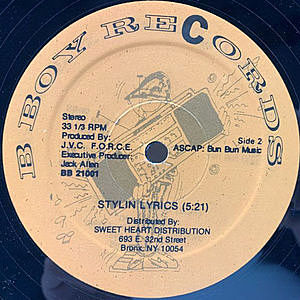 B BOY RECORDS
Stereo
33 1/3 RPM
Produced By:
J.V.C. F.O.R.C.E.
Executive Producer:
Jack Allen
BB 21001
Side 2
ASCAP: Bun Bun Music
STYLIN LYRICS (5:21)
Distributed By:
SWEET HEART DISTRIBUTION
693 E. 32nd Street
Bronx, NY 10054